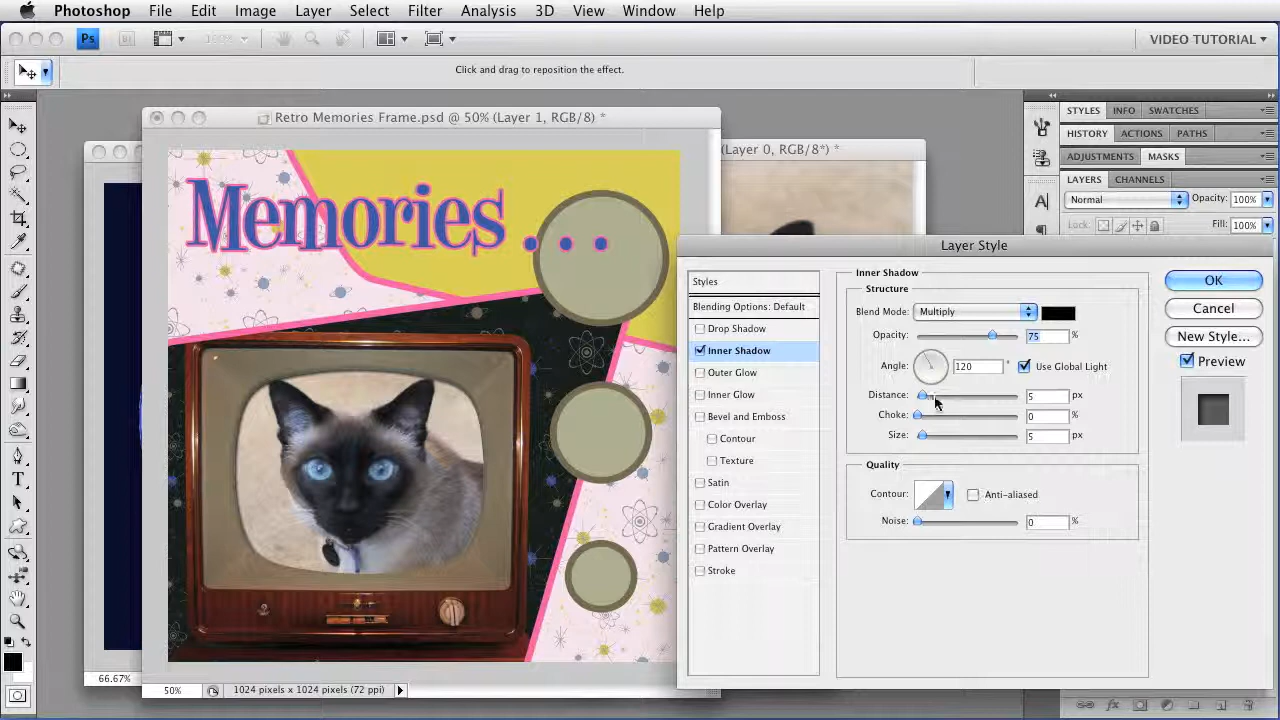 Photoshop File Edit Image Layer Select Filter Analysis 3D View Window Help
Ps 100% VIDEO TUTORIAL
Click and drag to reposition the effect.
Retro Memories Frame.psd @ 50% (Layer 1, RGB/8) *
(Layer 0, RGB/8*) *
Memories...
66.67%
50% 1024 pixels x 1024 pixels (72 ppi)
STYLES INFO SWATCHES
HISTORY ACTIONS PATHS
ADJUSTMENTS MASKS
LAYERS CHANNELS
Normal Opacity: 100%
Lock: Fill: 100%
Layer Style
Styles
Blending Options: Default
Drop Shadow
Inner Shadow
Outer Glow
Inner Glow
Bevel and Emboss
Contour
Texture
Satin
Color Overlay
Gradient Overlay
Pattern Overlay
Stroke
Inner Shadow
Structure
Blend Mode: Multiply
Opacity: 75 %
Angle: 120 ° Use Global Light
Distance: 5 px
Choke: 0 %
Size: 5 px
Quality
Contour: Anti-aliased
Noise: 0 %
OK
Cancel
New Style...
Preview